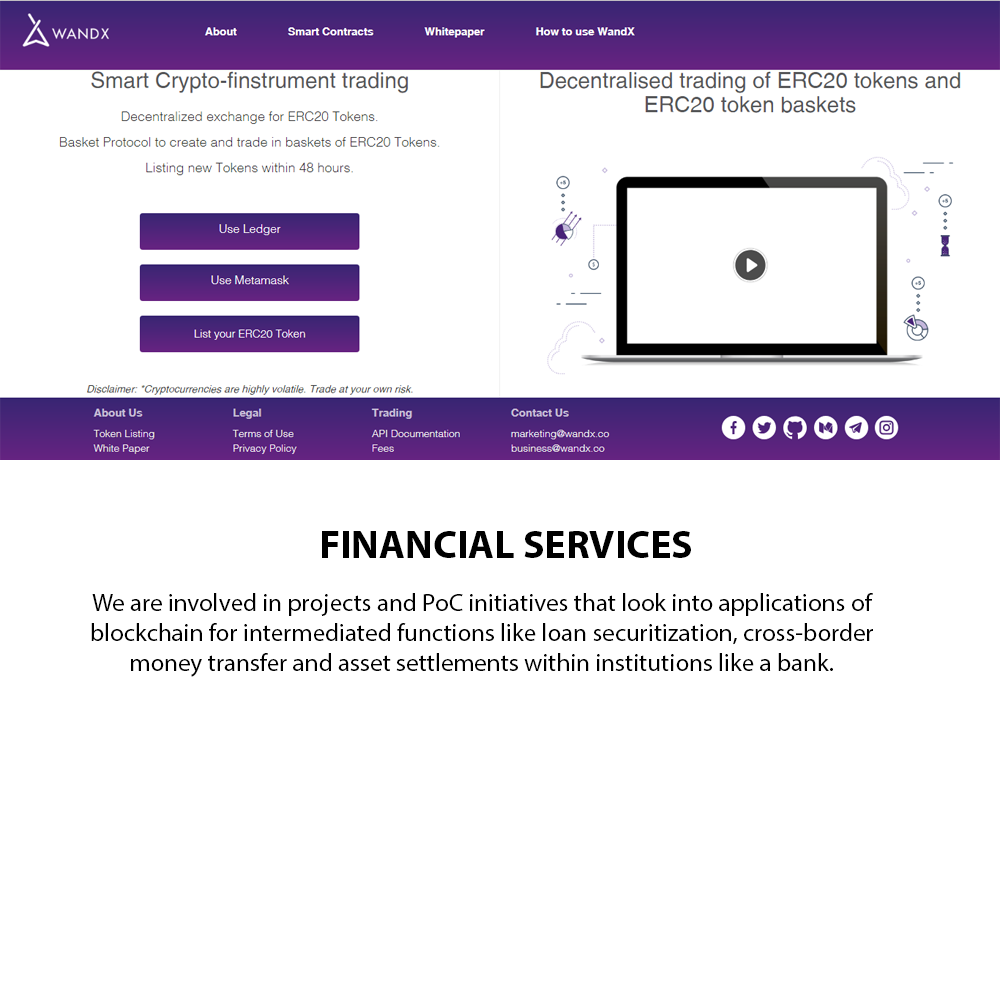 WANDX
About
Smart Contracts
Whitepaper
How to use WandX
Smart Crypto-finstrument trading
Decentralized exchange for ERC20 Tokens.
Basket Protocol to create and trade in baskets of ERC20 Tokens.
Listing new Tokens within 48 hours.
Use Ledger
Use Metamask
List your ERC20 Token
Disclaimer: *Cryptocurrencies are highly volatile. Trade at your own risk.
Decentralised trading of ERC20 tokens and
ERC20 token baskets
+$
$
+$
+$
About Us
Token Listing
White Paper
Legal
Terms of Use
Privacy Policy
Trading
API Documentation
Fees
Contact Us
marketing@wandx.co
business@wandx.co
FINANCIAL SERVICES
We are involved in projects and PoC initiatives that look into applications of
blockchain for intermediated functions like loan securitization, cross-border
money transfer and asset settlements within institutions like a bank.